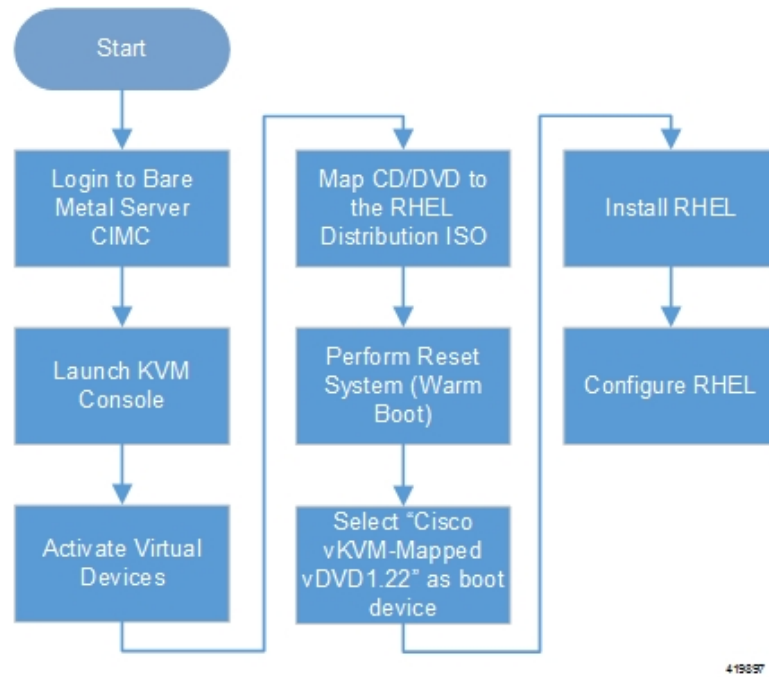 Start
Login to Bare
Metal Server
CIMC
Launch KVM
Console
Activate Virtual
Devices
Map CD/DVD to
the RHEL
Distribution ISO
Perform Reset
System (Warm
Boot)
Select “Cisco
vKVM-Mapped
vDVD1.22” as boot
device
Install RHEL
Configure RHEL
419897